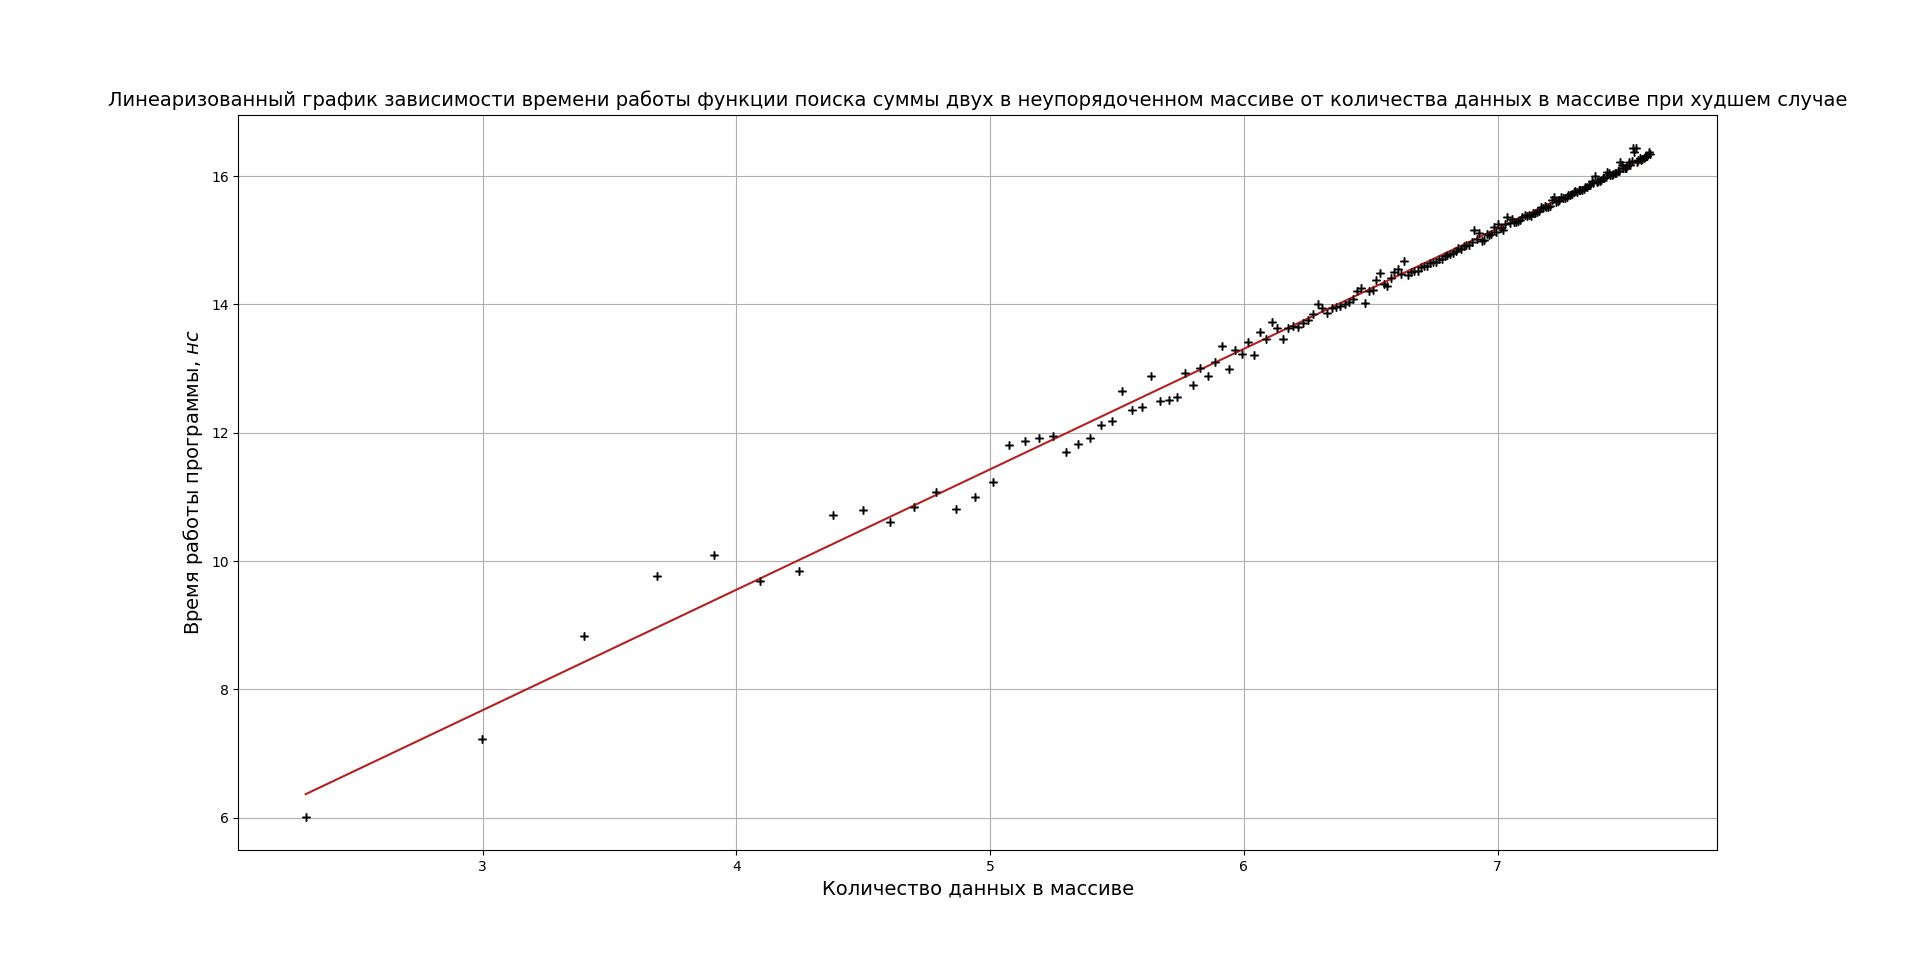 Линеаризованный график зависимости времени работы функции поиска суммы двух в неупорядоченном массиве от количества данных в массиве при худшем случае
Время работы программы, нс
16
14
12
10
8
6
3 4 5 6 7
Количество данных в массиве